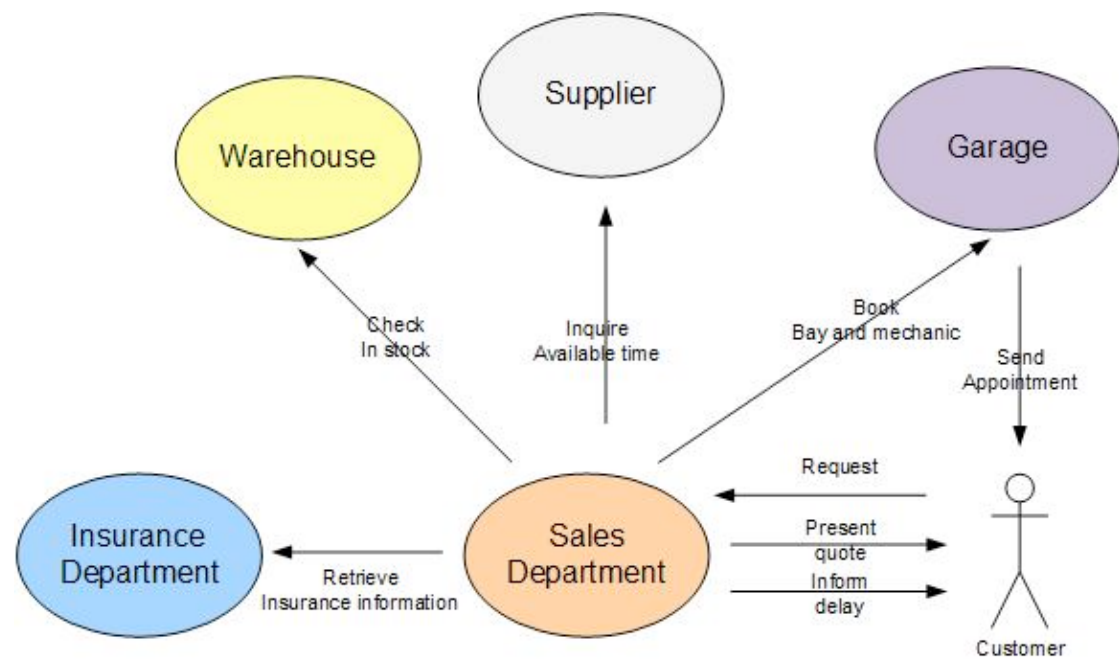 Supplier
Warehouse
Garage
Check
In stock
Inquire
Available time
Book
Bay and mechanic
Send
Appointment
Request
Insurance
Department
Sales
Department
Present
quote
Retrieve
Insurance information
Inform
delay
Customer